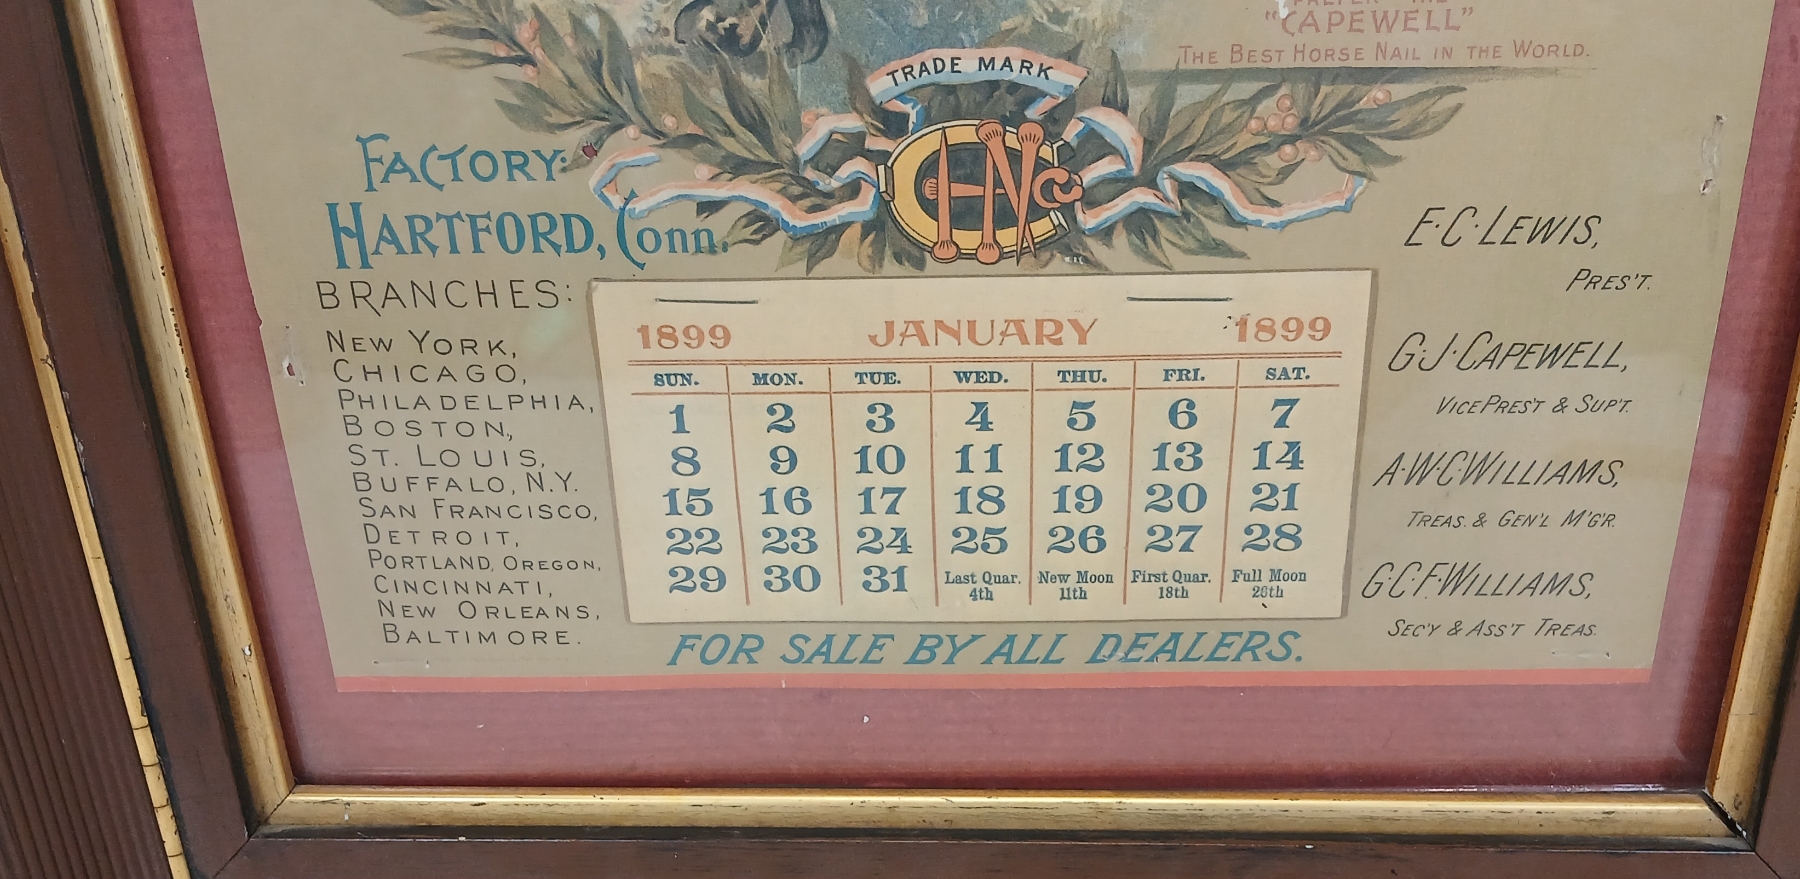 "CAPEWELL"
THE BEST HORSE NAIL IN THE WORLD.
TRADE MARK
CHN Co
FACTORY:
HARTFORD, Conn.
BRANCHES:
NEW YORK,
CHICAGO,
PHILADELPHIA,
BOSTON,
ST. LOUIS,
BUFFALO, N.Y.
SAN FRANCISCO,
DETROIT,
PORTLAND, OREGON,
CINCINNATI,
NEW ORLEANS,
BALTIMORE.
1899 JANUARY 1899
SUN. MON. TUE. WED. THU. FRI. SAT.
1 2 3 4 5 6 7
8 9 10 11 12 13 14
15 16 17 18 19 20 21
22 23 24 25 26 27 28
29 30 31 Last Quar. 4th New Moon 11th First Quar. 18th Full Moon 26th
FOR SALE BY ALL DEALERS.
E·C·LEWIS,
PRES'T.
G·J·CAPEWELL,
VICE PRES'T & SUP'T.
A·W·C·WILLIAMS,
TREAS. & GEN'L M'G'R.
G·C·F·WILLIAMS,
SEC'Y & ASS'T TREAS.